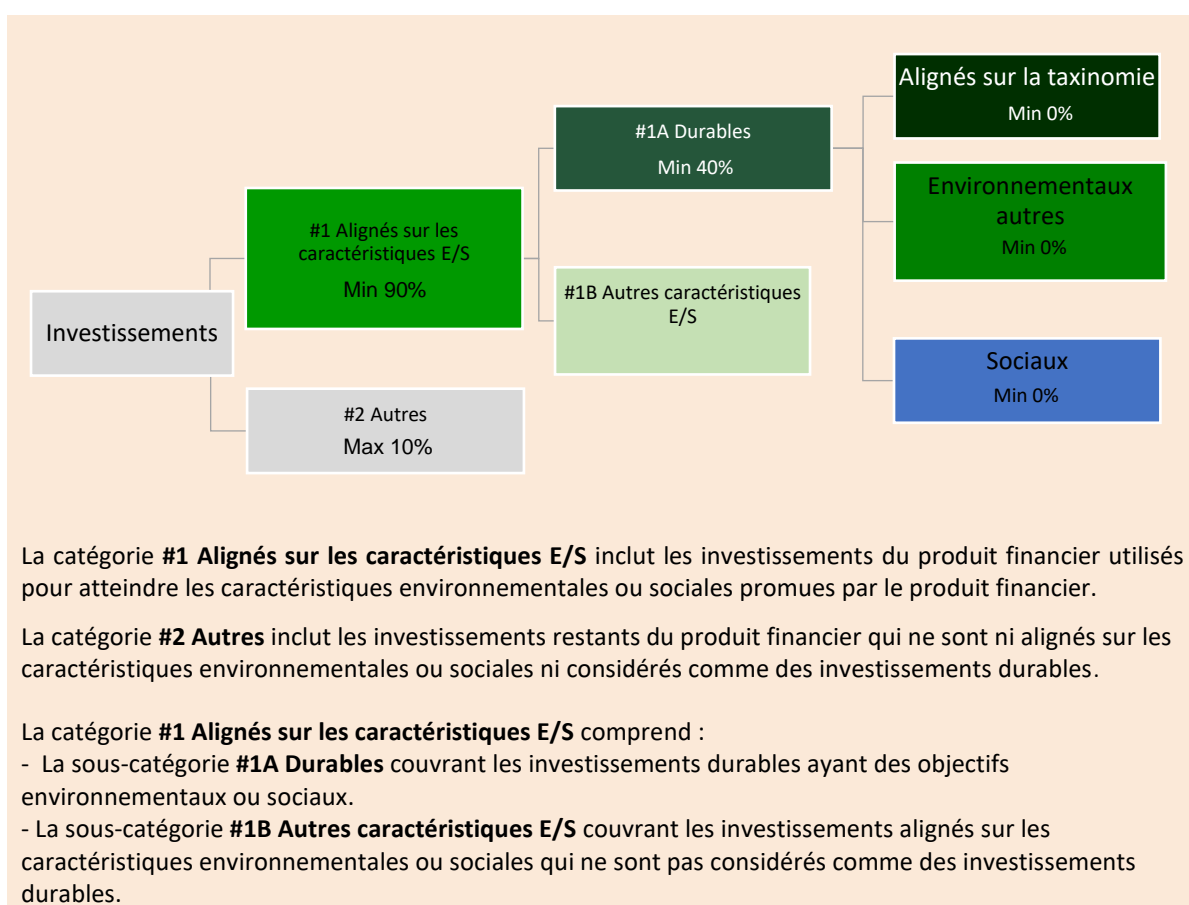 Alignés sur la taxinomie
Min 0%
#1A Durables
Min 40%
Environnementaux
autres
Min 0%
#1 Alignés sur les
caractéristiques E/S
Min 90%
#1B Autres caractéristiques
E/S
Investissements
Sociaux
Min 0%
#2 Autres
Max 10%
La catégorie #1 Alignés sur les caractéristiques E/S inclut les investissements du produit financier utilisés
pour atteindre les caractéristiques environnementales ou sociales promues par le produit financier.
La catégorie #2 Autres inclut les investissements restants du produit financier qui ne sont ni alignés sur les
caractéristiques environnementales ou sociales ni considérés comme des investissements durables.
La catégorie #1 Alignés sur les caractéristiques E/S comprend :
- La sous-catégorie #1A Durables couvrant les investissements durables ayant des objectifs
environnementaux ou sociaux.
- La sous-catégorie #1B Autres caractéristiques E/S couvrant les investissements alignés sur les
caractéristiques environnementales ou sociales qui ne sont pas considérés comme des investissements
durables.